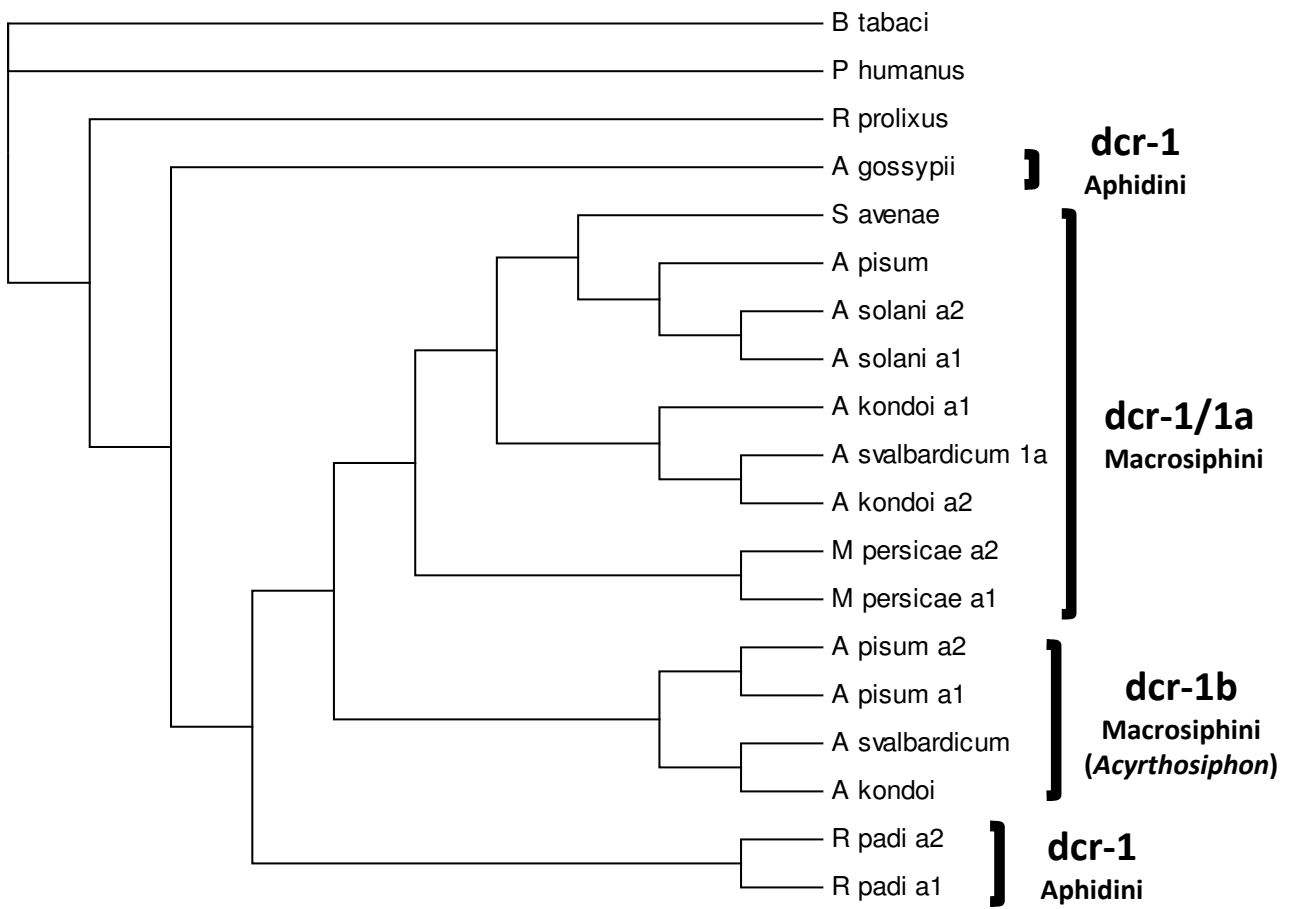 B tabaci
P humanus
R prolixus
A gossypii
dcr-1
Aphidini
S avenae
A pisum
A solani a2
A solani a1
A kondoi a1
A svalbardicum 1a
A kondoi a2
M persicae a2
M persicae a1
dcr-1/1a
Macrosiphini
A pisum a2
A pisum a1
A svalbardicum
A kondoi
dcr-1b
Macrosiphini
(Acyrthosiphon)
R padi a2
R padi a1
dcr-1
Aphidini